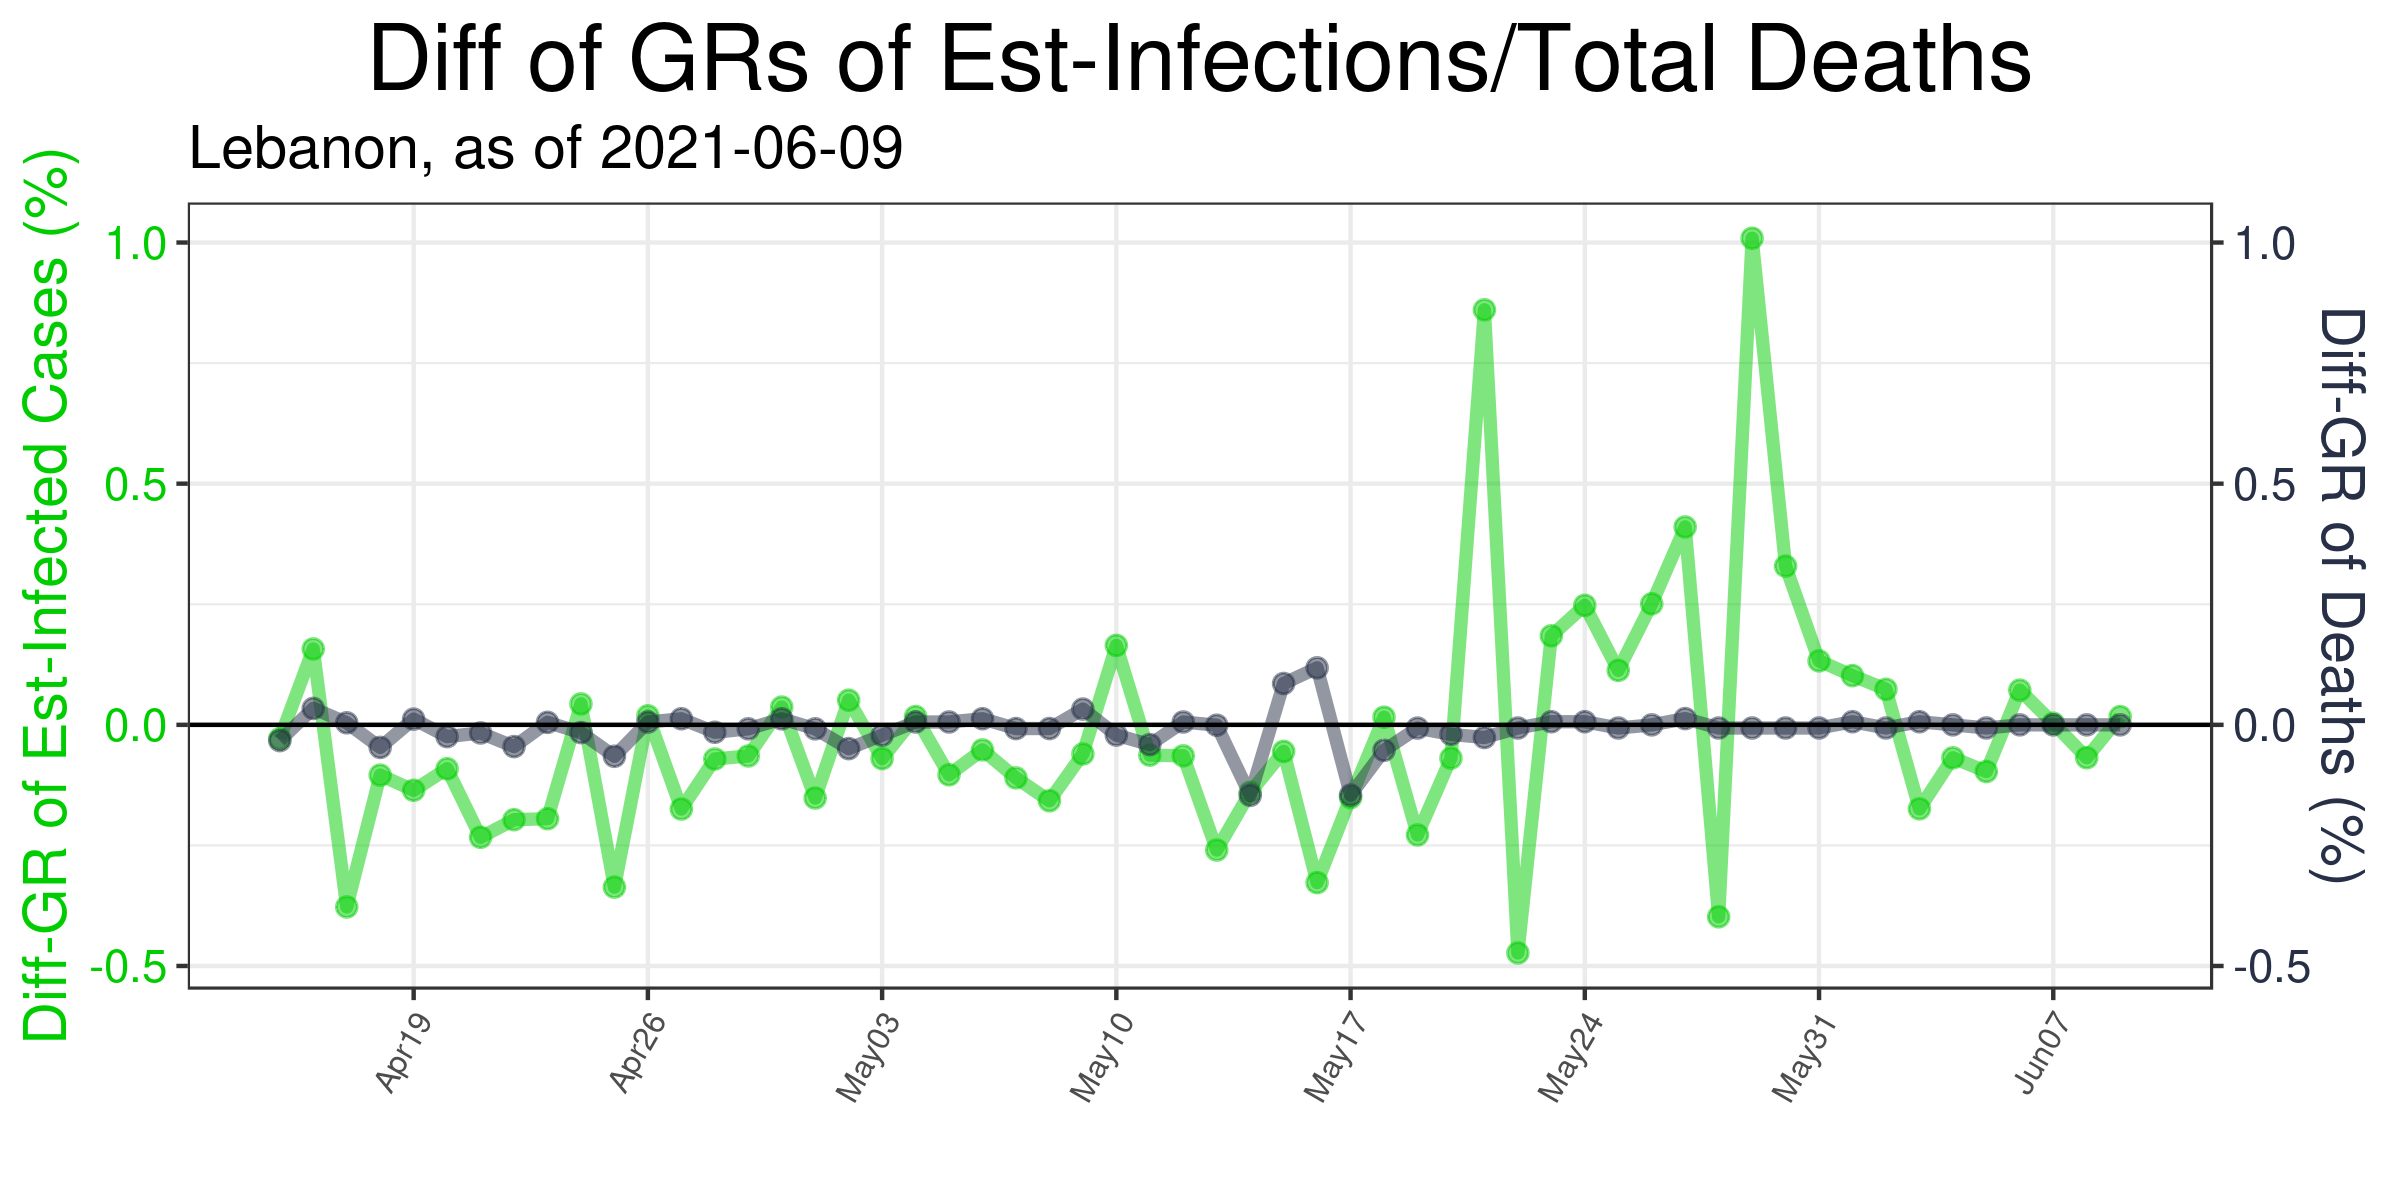 Diff of GRs of Est-Infections/Total Deaths
Lebanon, as of 2021-06-09
Diff-GR of Est-Infected Cases (%)
1.0
0.5
0.0
-0.5
1.0
0.5
0.0
-0.5
Diff-GR of Deaths (%)
Apr19
Apr26
May03
May10
May17
May24
May31
Jun07